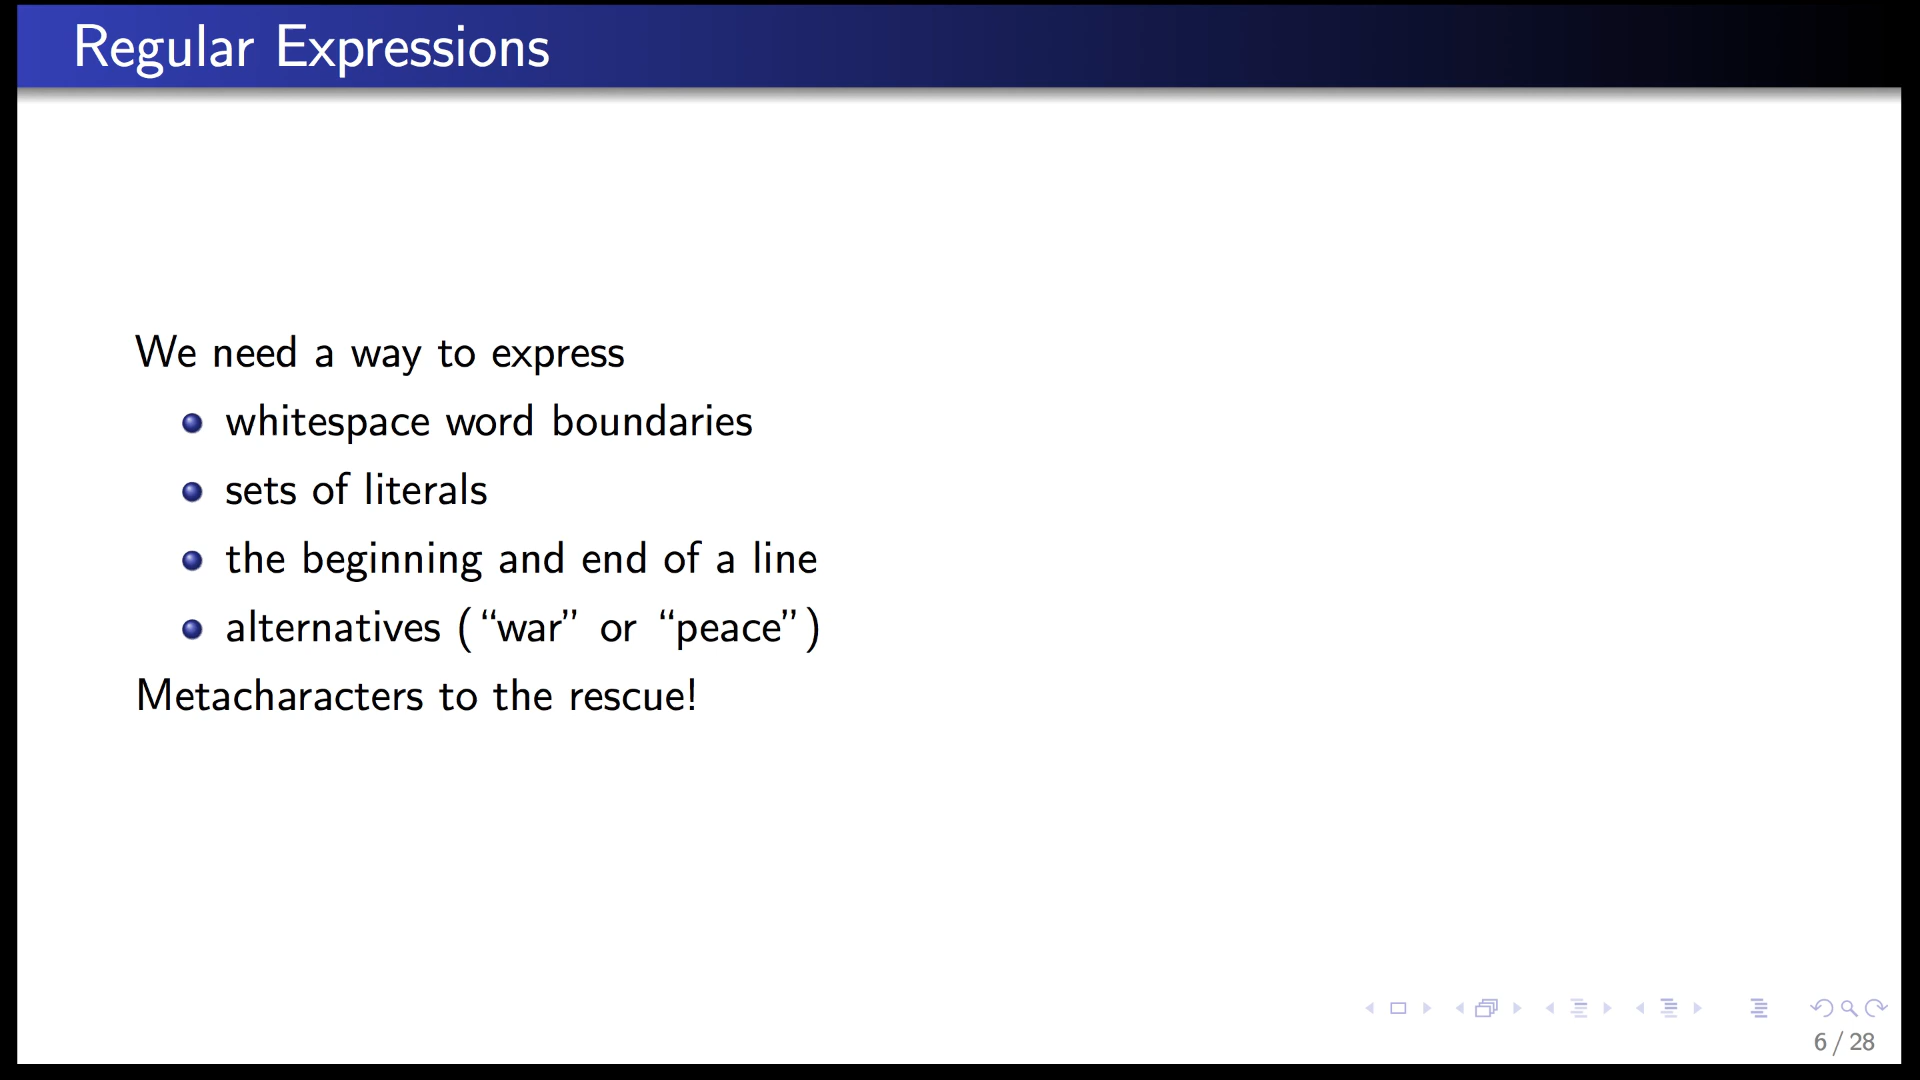 Regular Expressions
We need a way to express
whitespace word boundaries
sets of literals
the beginning and end of a line
alternatives (“war” or “peace”)
Metacharacters to the rescue!
6 / 28